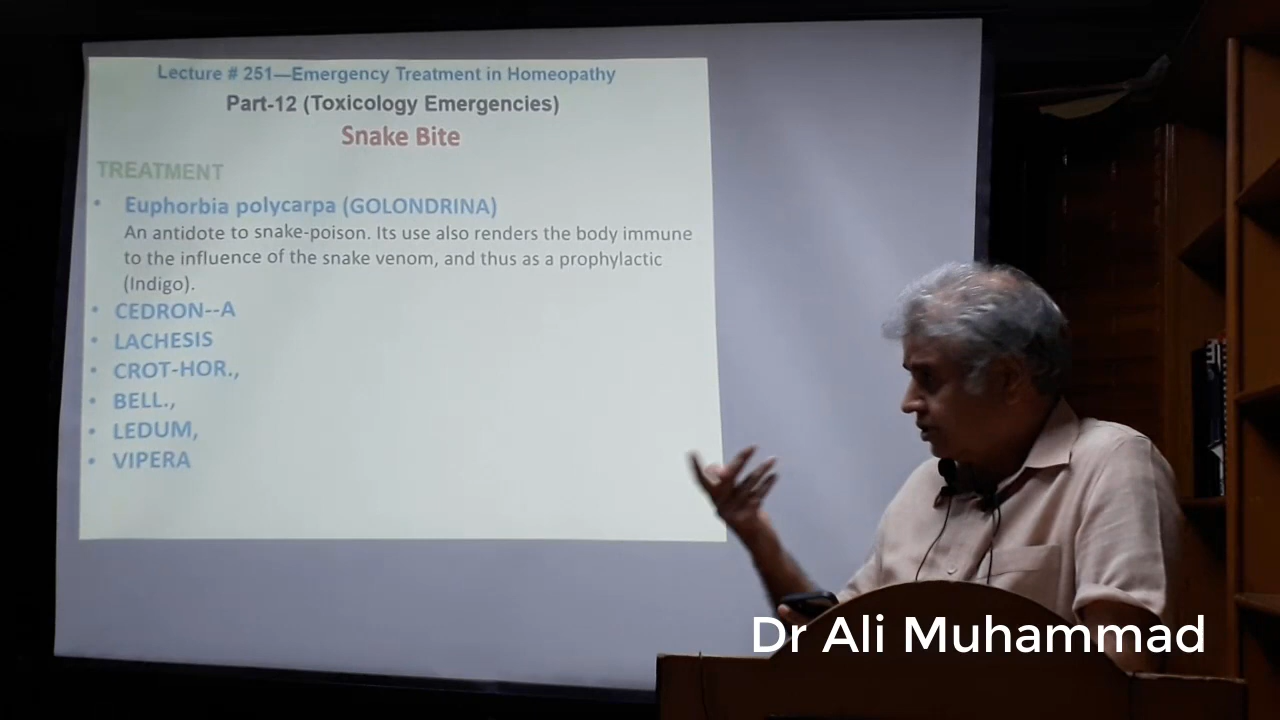 Lecture # 251—Emergency Treatment in Homeopathy
Part-12 (Toxicology Emergencies)
Snake Bite
TREATMENT
• Euphorbia polycarpa (GOLONDRINA)
An antidote to snake-poison. Its use also renders the body immune
to the influence of the snake venom, and thus as a prophylactic
(Indigo).
• CEDRON--A
• LACHESIS
• CROT-HOR.,
• BELL.,
• LEDUM,
• VIPERA
Dr Ali Muhammad